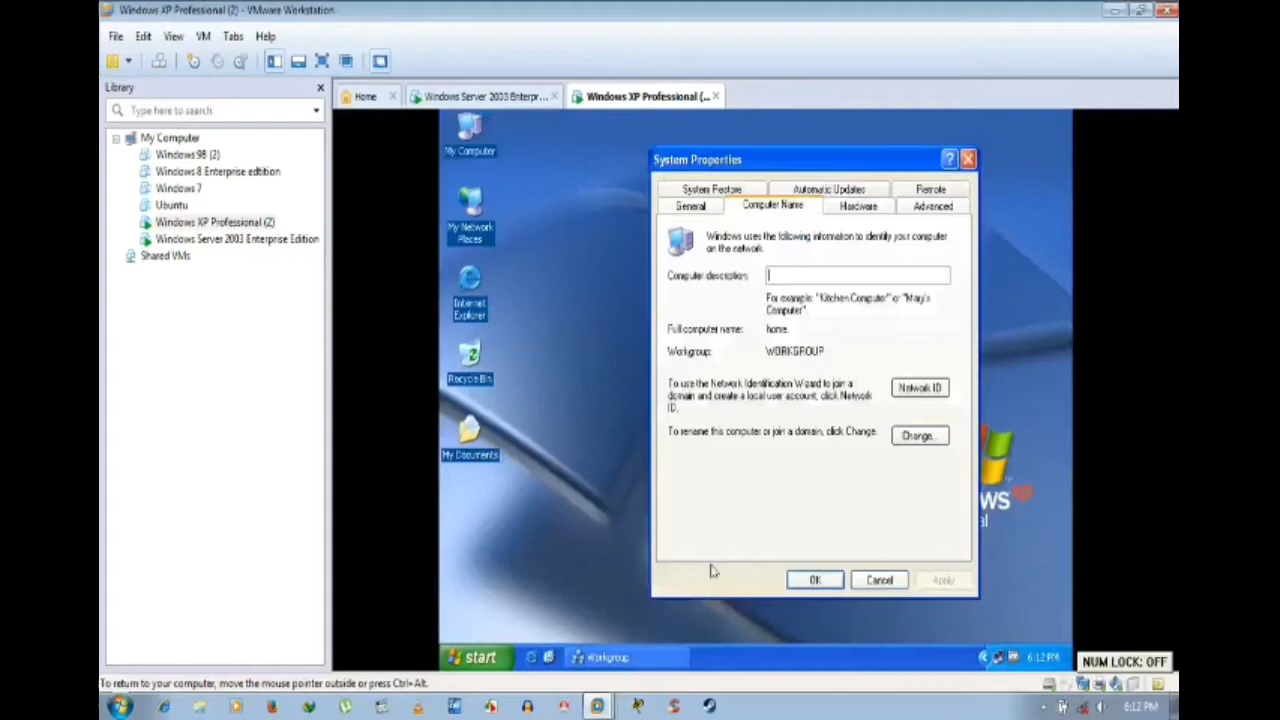 Windows XP Professional (2) - VMware Workstation
File Edit View VM Tabs Help
Library
Type here to search
My Computer
Windows 98 (2)
Windows 8 Enterprise edtition
Windows 7
Ubuntu
Windows XP Professional (2)
Windows Server 2003 Enterprise Edition
Shared VMs
Home
Windows Server 2003 Enterpr...
Windows XP Professional (...
My Computer
My Network
Places
Internet
Explorer
Recycle Bin
My Documents
System Properties
System Restore Automatic Updates Remote
General Computer Name Hardware Advanced
Windows uses the following information to identify your computer
on the network.
Computer description:
For example: "Kitchen Computer" or "Mary's
Computer"
Full computer name: home.
Workgroup: WORKGROUP
To use the Network Identification Wizard to join a
domain and create a local user account, click Network
ID.
Network ID
To rename this computer or join a domain, click Change.
Change...
OK Cancel Apply
ws xp
al
start
Workgroup
6:12 PM
NUM LOCK: OFF
To return to your computer, move the mouse pointer outside or press Ctrl+Alt.
6:12 PM